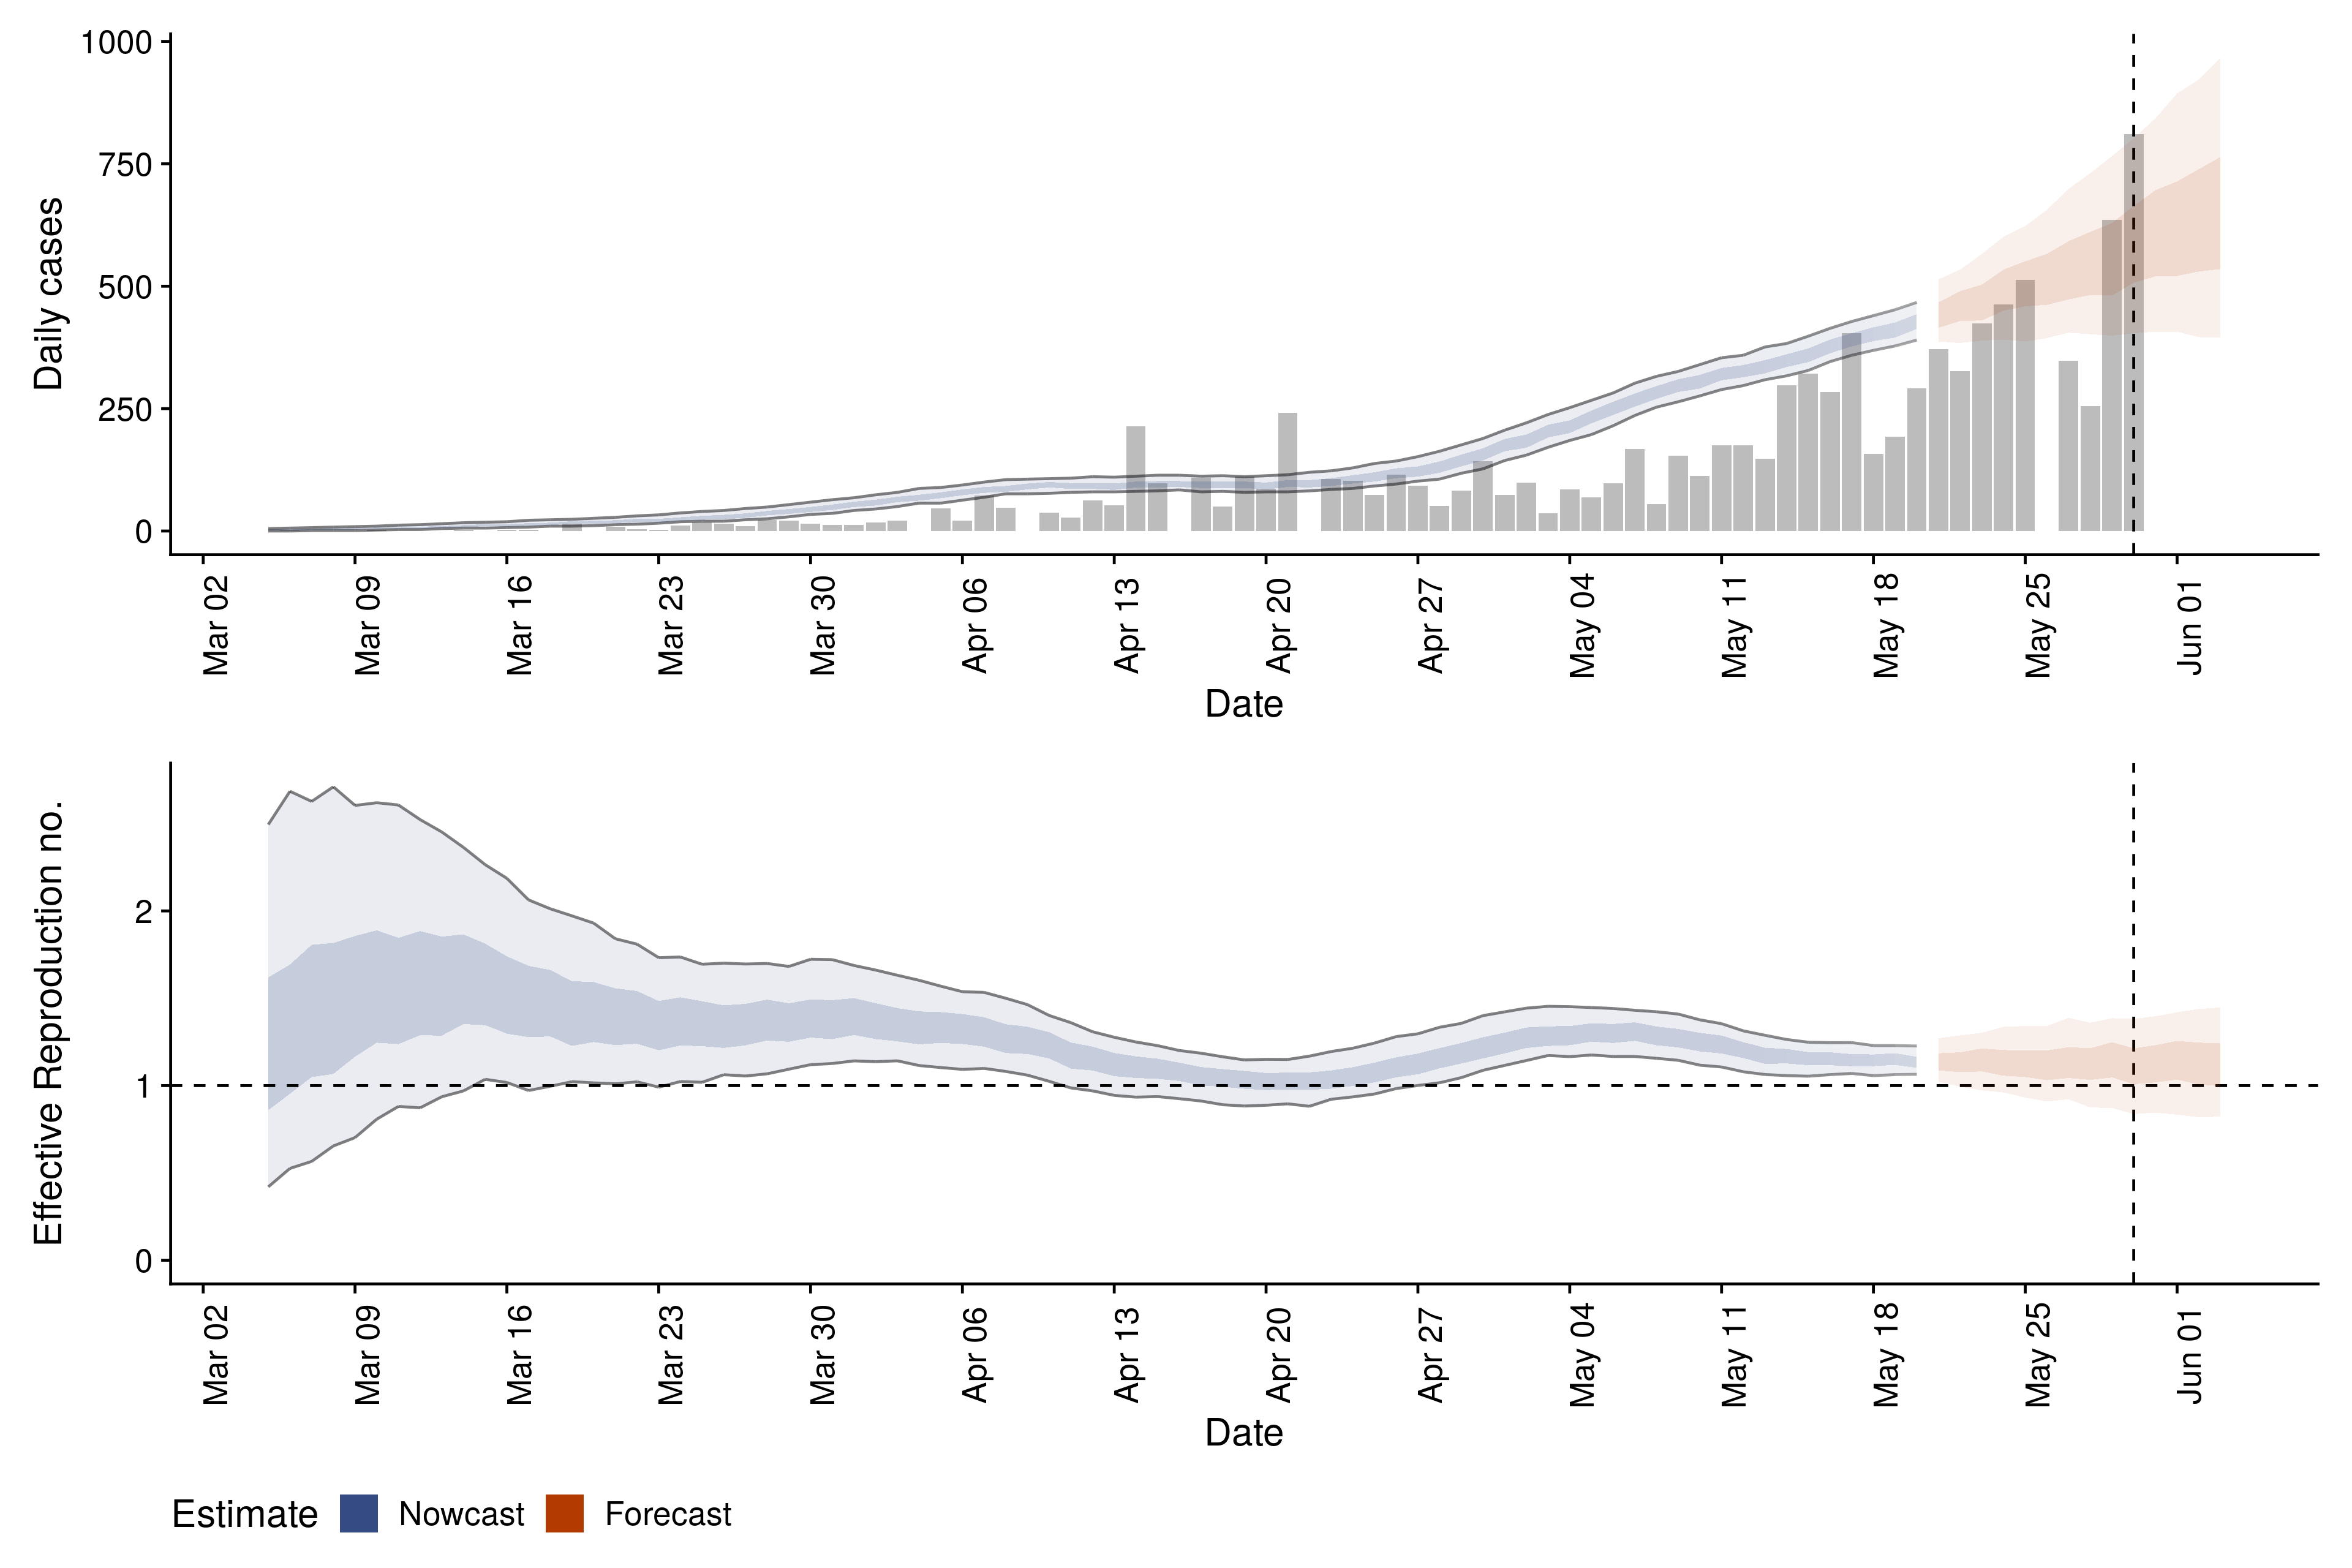 Daily cases
1000
750
500
250
0
Mar 02
Mar 09
Mar 16
Mar 23
Mar 30
Apr 06
Apr 13
Apr 20
Apr 27
May 04
May 11
May 18
May 25
Jun 01
Date
Effective Reproduction no.
2
1
0
Mar 02
Mar 09
Mar 16
Mar 23
Mar 30
Apr 06
Apr 13
Apr 20
Apr 27
May 04
May 11
May 18
May 25
Jun 01
Date
Estimate Nowcast Forecast